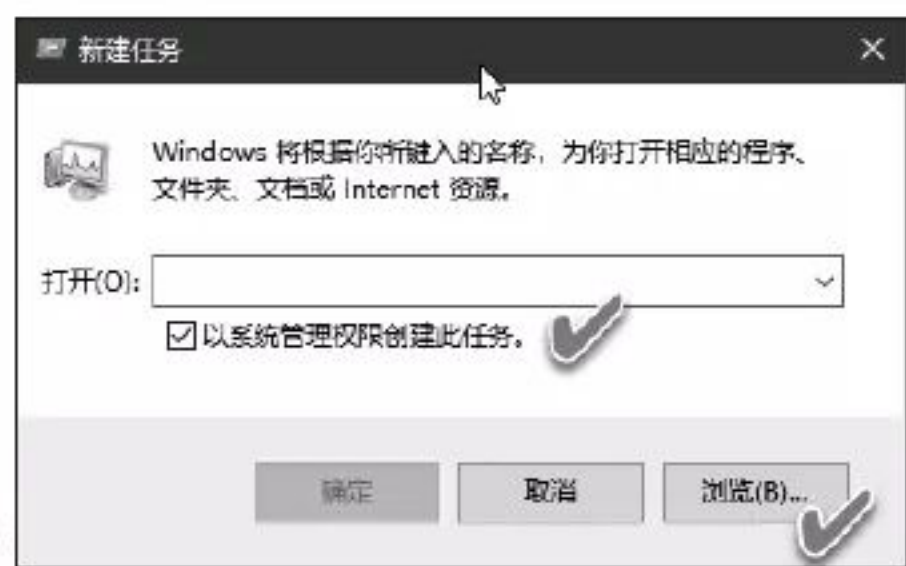 新建任务
Windows 将根据你所键入的名称，为你打开相应的程序、
文件夹、文档或 Internet 资源。
打开(O):
以系统管理权限创建此任务。
确定 取消 浏览(B)...